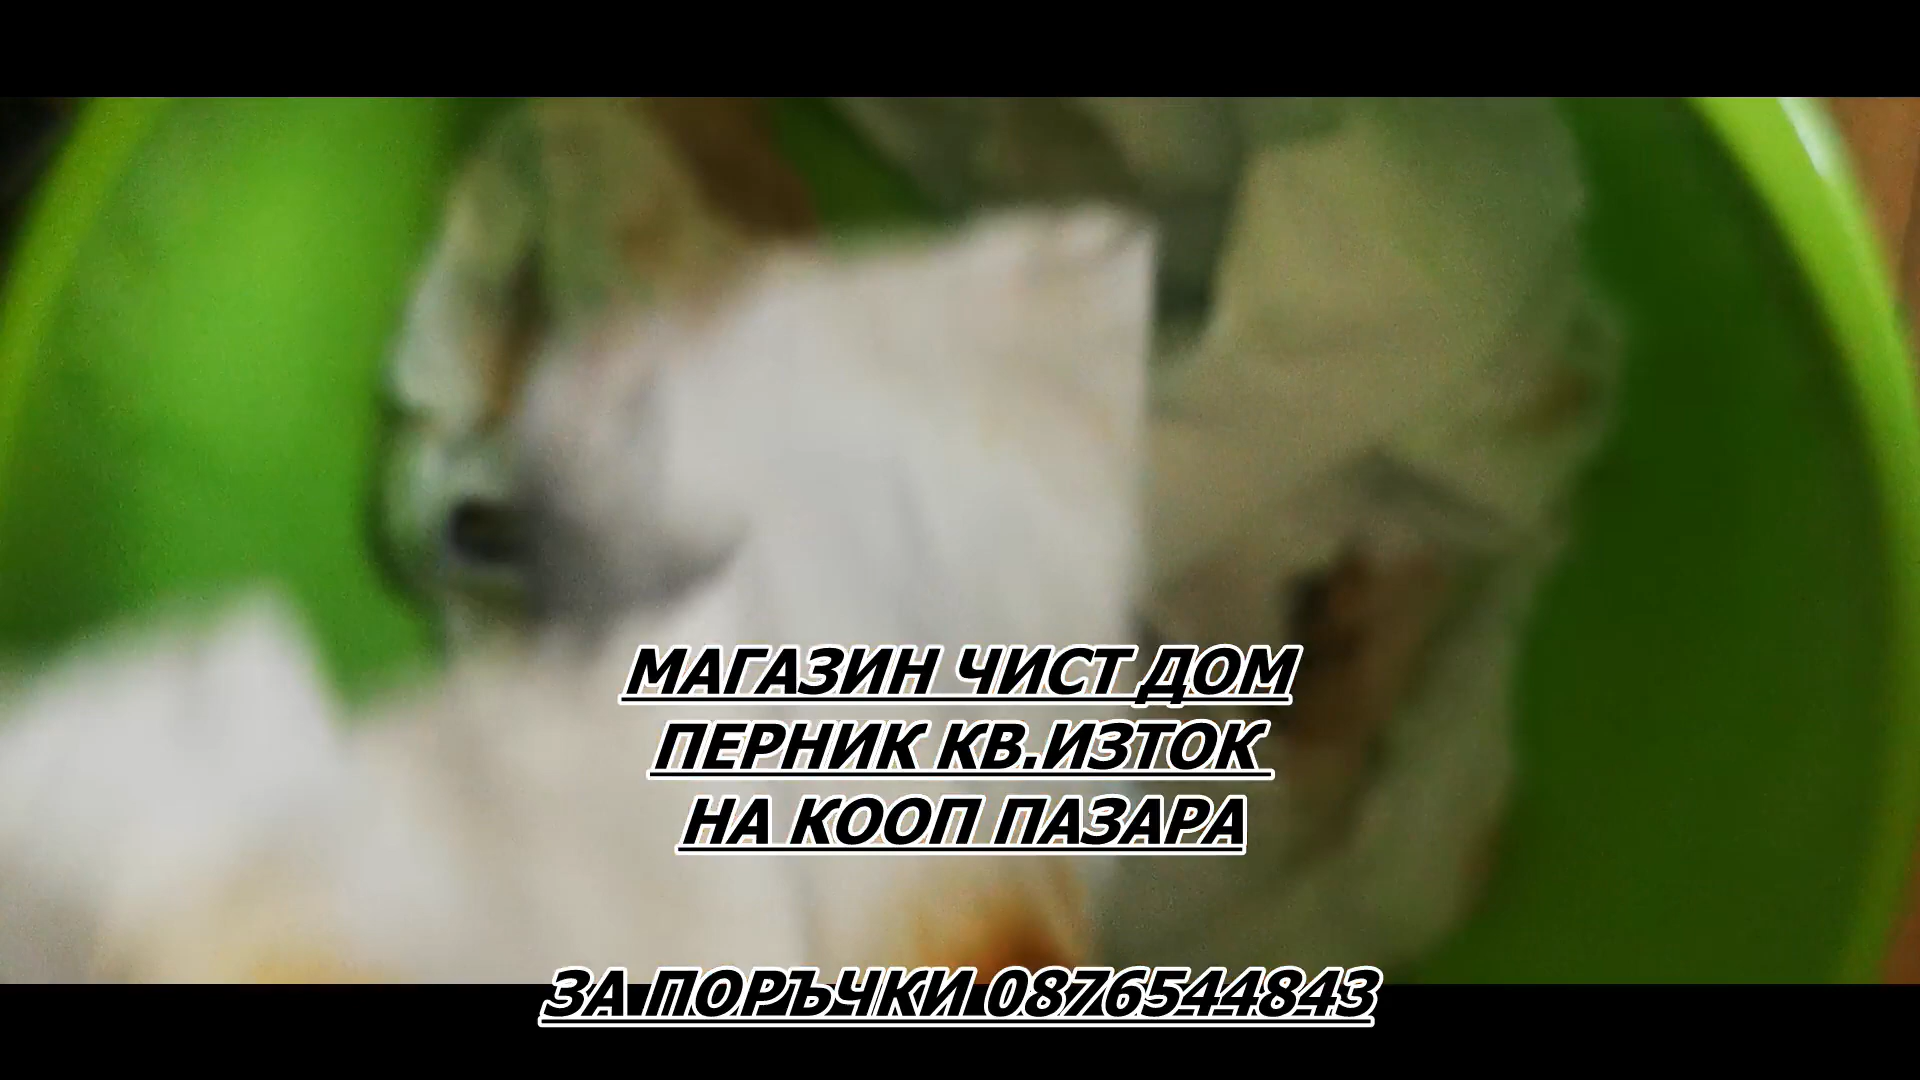 МАГАЗИН ЧИСТ ДОМ
ПЕРНИК КВ.ИЗТОК
НА КООП ПАЗАРА
ЗА ПОРЪЧКИ 0876544843